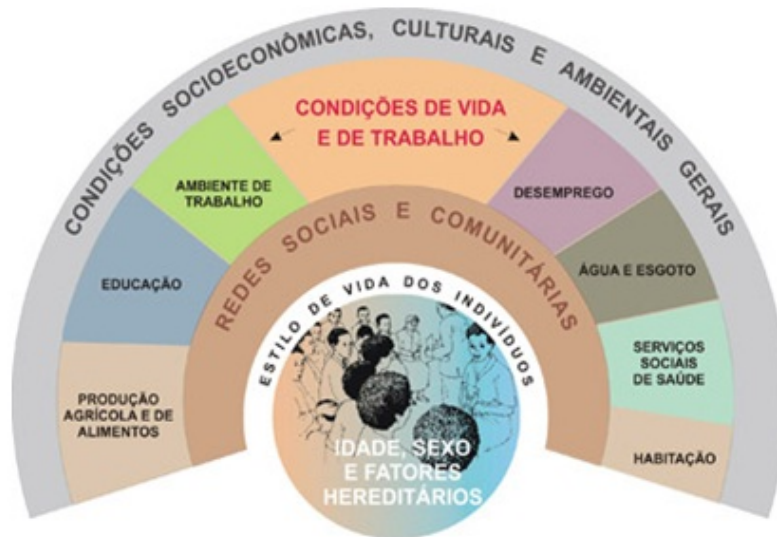 CONDIÇÕES SOCIOECONÔMICAS, CULTURAIS E AMBIENTAIS GERAIS
CONDIÇÕES DE VIDA
E DE TRABALHO
AMBIENTE DE
TRABALHO
DESEMPREGO
REDES SOCIAIS E COMUNITÁRIAS
EDUCAÇÃO
ÁGUA E ESGOTO
ESTILO DE VIDA DOS INDIVÍDUOS
PRODUÇÃO
AGRÍCOLA E DE
ALIMENTOS
SERVIÇOS
SOCIAIS
DE SAÚDE
HABITAÇÃO
IDADE, SEXO
E FATORES
HEREDITÁRIOS